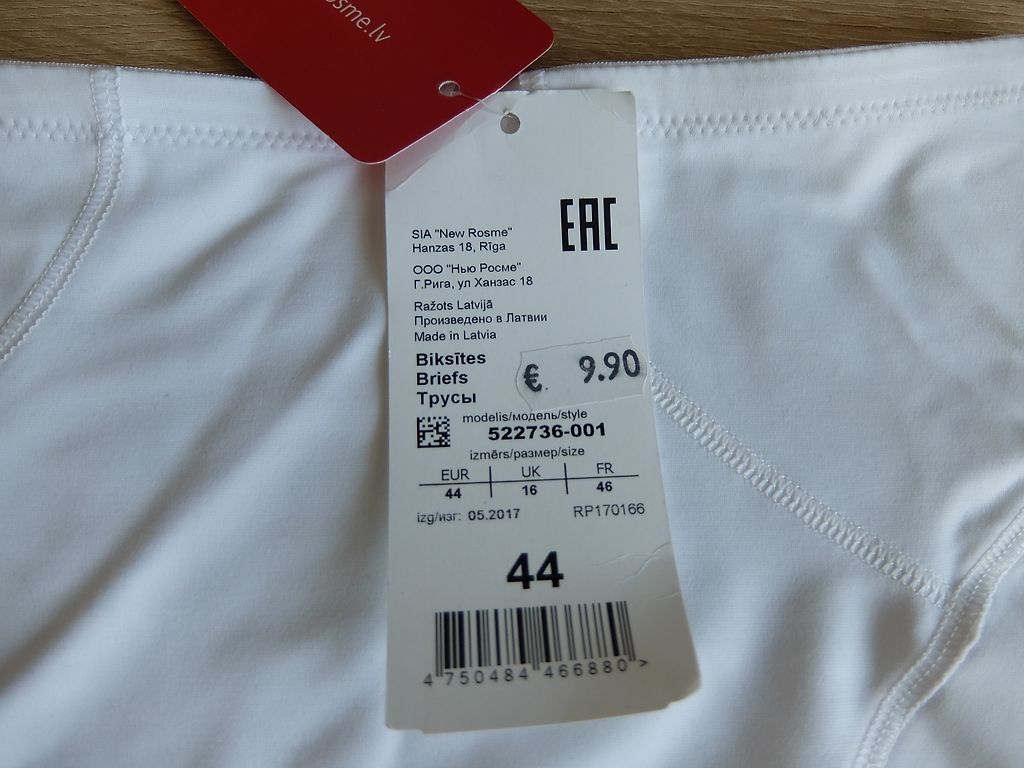 osme.lv
EAC
SIA "New Rosme"
Hanzas 18, Rīga
ООО "Нью Росме"
Г.Рига, ул Ханзас 18
Ražots Latvijā
Произведено в Латвии
Made in Latvia
Biksītes
Briefs
Трусы
€. 9.90
modelis/модель/style
522736-001
izmērs/размер/size
EUR UK FR
44 16 46
izg/изг: 05.2017 RP170166
44
4 750484 466880 >